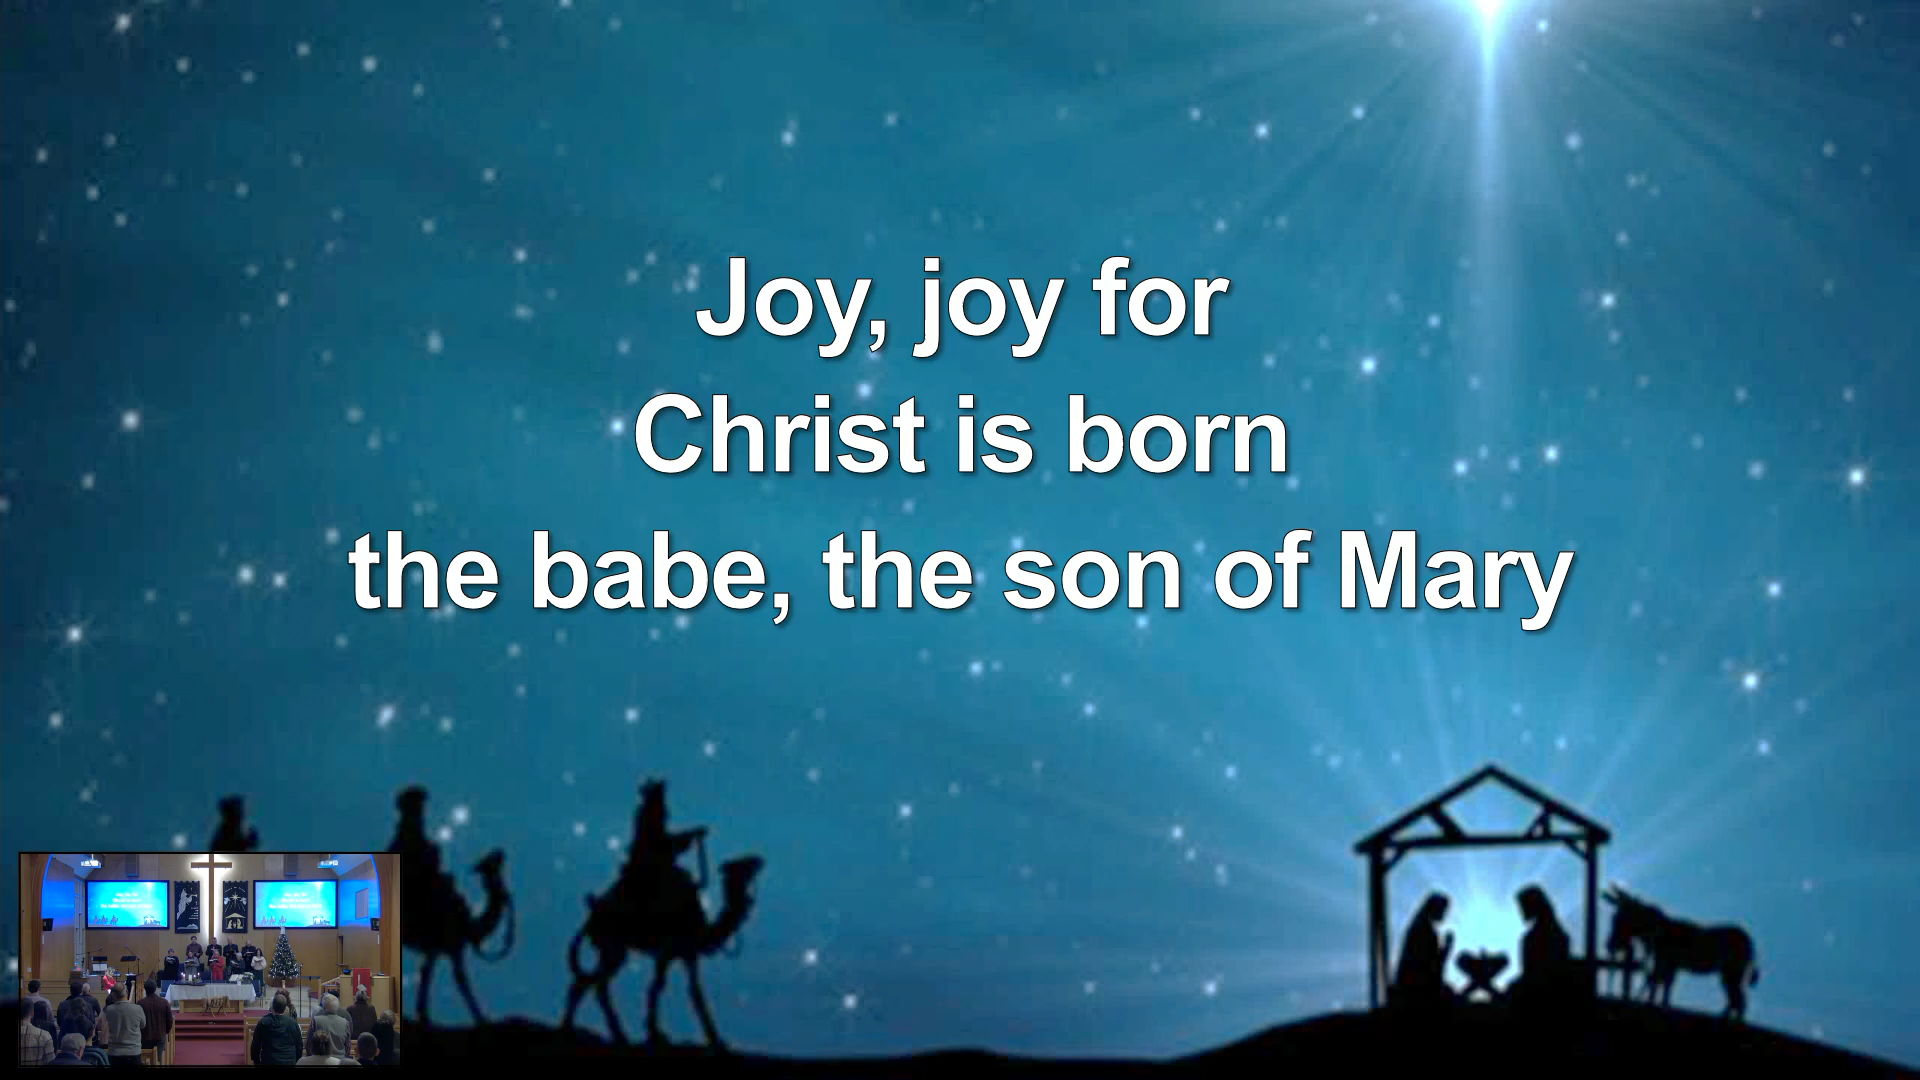 Joy, joy for
Christ is born
the babe, the son of Mary